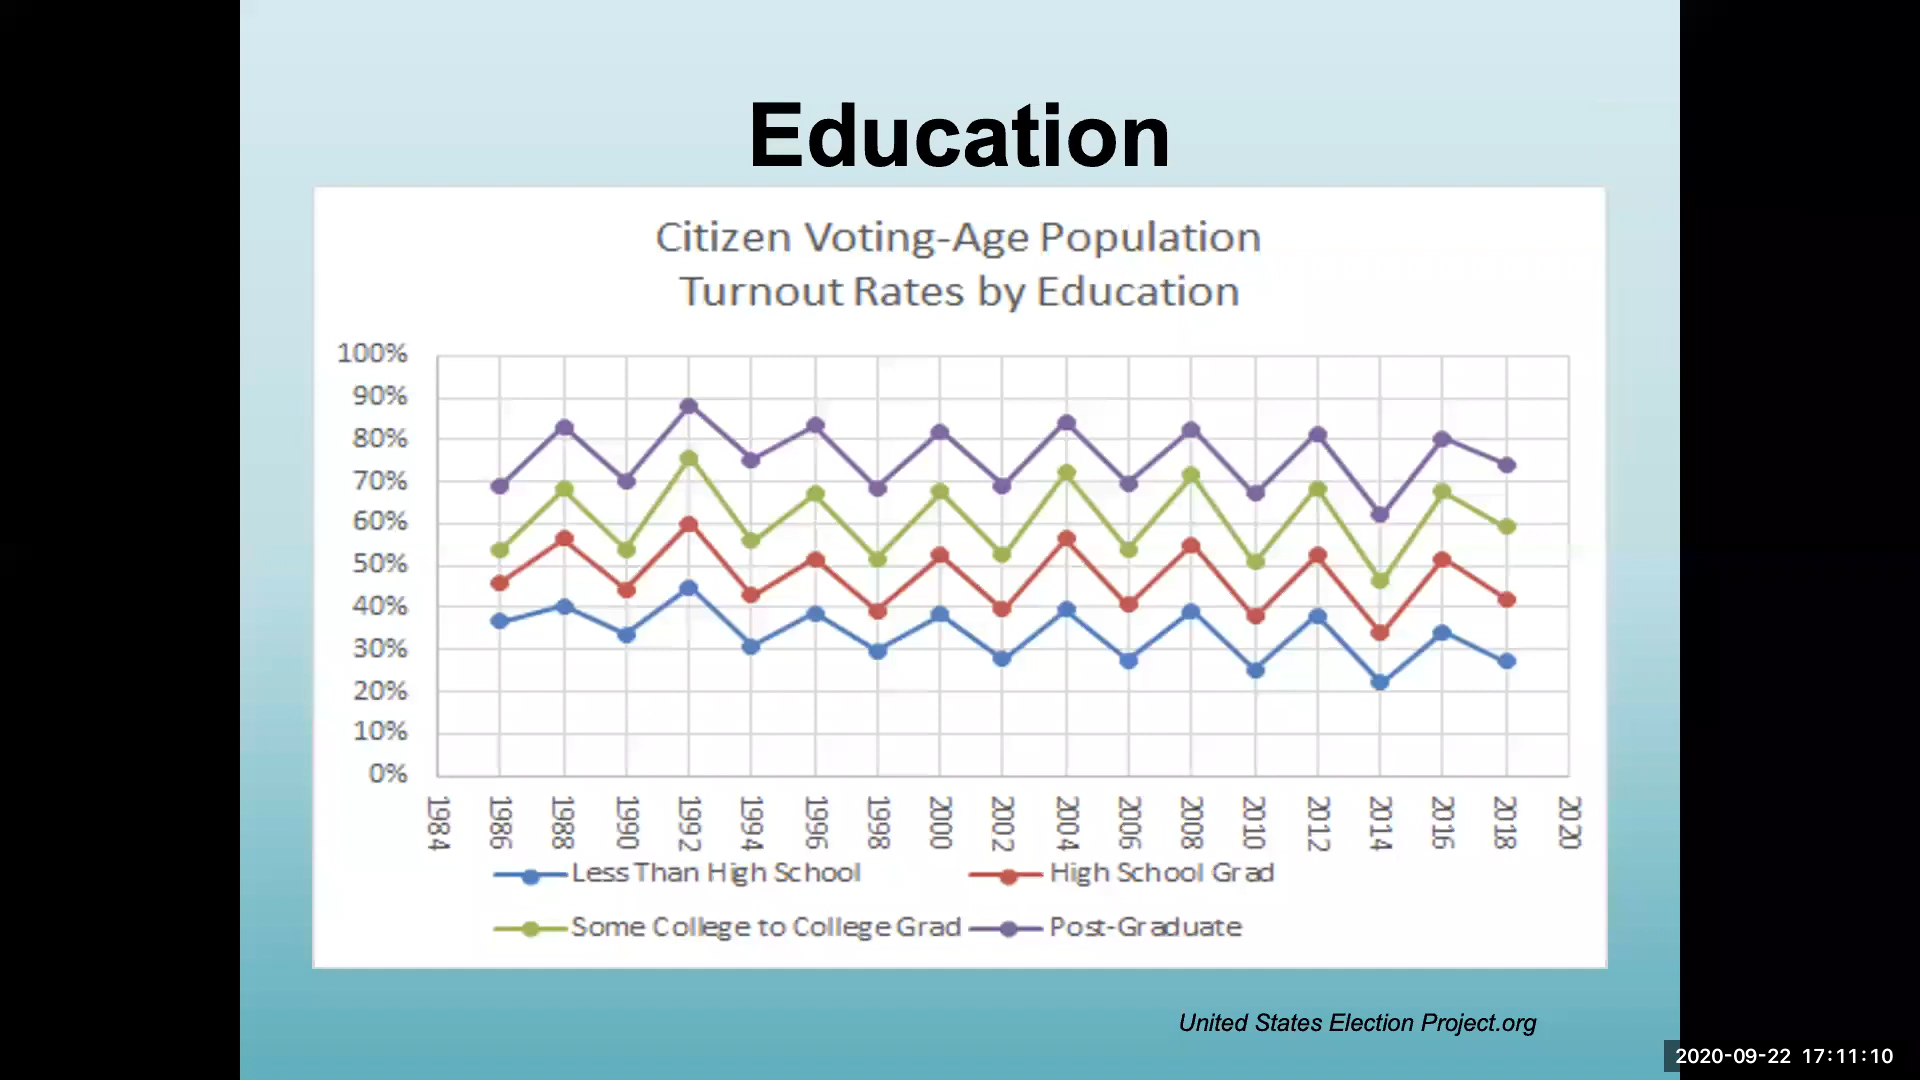 Education
Citizen Voting-Age Population
Turnout Rates by Education
100%
90%
80%
70%
60%
50%
40%
30%
20%
10%
0%
1984 1986 1988 1990 1992 1994 1996 1998 2000 2002 2004 2006 2008 2010 2012 2014 2016 2018 2020
Less Than High School High School Grad
Some College to College Grad Post-Graduate
United States Election Project.org
2020-09-22 17:11:10